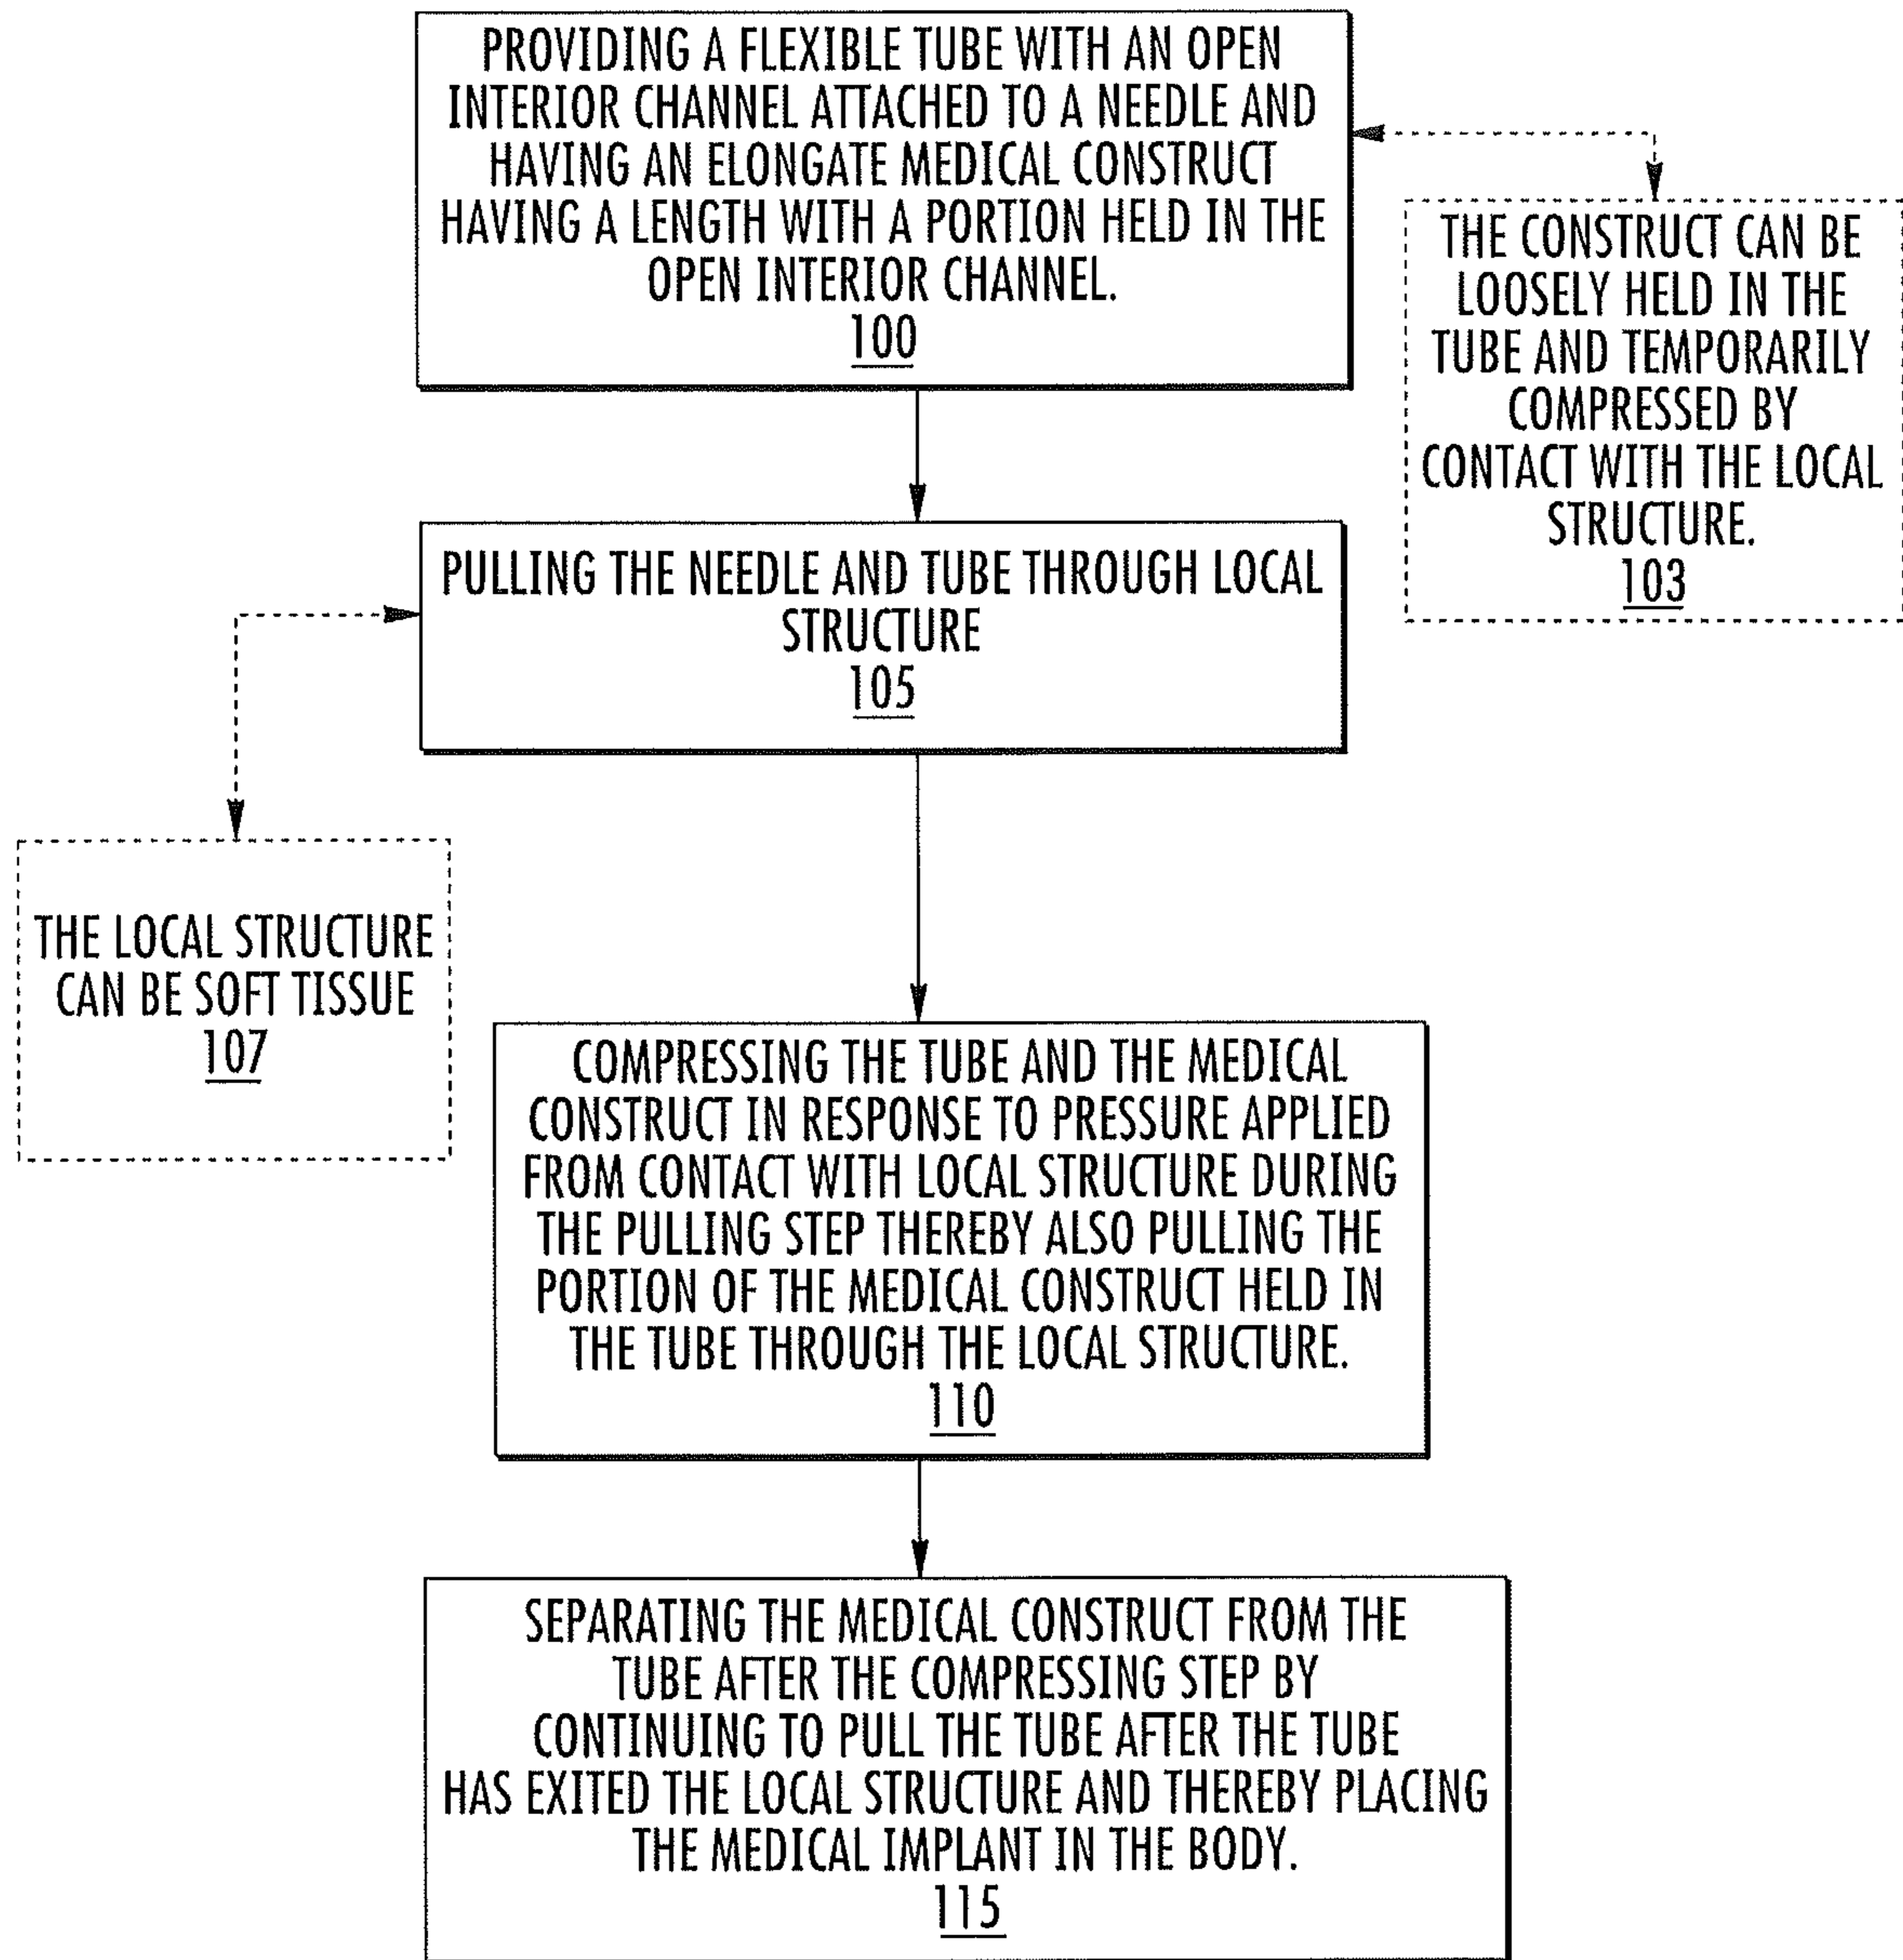 PROVIDING A FLEXIBLE TUBE WITH AN OPEN
INTERIOR CHANNEL ATTACHED TO A NEEDLE AND
HAVING AN ELONGATE MEDICAL CONSTRUCT
HAVING A LENGTH WITH A PORTION HELD IN THE
OPEN INTERIOR CHANNEL.
100
THE CONSTRUCT CAN BE
LOOSELY HELD IN THE
TUBE AND TEMPORARILY
COMPRESSED BY
CONTACT WITH THE LOCAL
STRUCTURE.
103
PULLING THE NEEDLE AND TUBE THROUGH LOCAL
STRUCTURE
105
THE LOCAL STRUCTURE
CAN BE SOFT TISSUE
107
COMPRESSING THE TUBE AND THE MEDICAL
CONSTRUCT IN RESPONSE TO PRESSURE APPLIED
FROM CONTACT WITH LOCAL STRUCTURE DURING
THE PULLING STEP THEREBY ALSO PULLING THE
PORTION OF THE MEDICAL CONSTRUCT HELD IN
THE TUBE THROUGH THE LOCAL STRUCTURE.
110
SEPARATING THE MEDICAL CONSTRUCT FROM THE
TUBE AFTER THE COMPRESSING STEP BY
CONTINUING TO PULL THE TUBE AFTER THE TUBE
HAS EXITED THE LOCAL STRUCTURE AND THEREBY PLACING
THE MEDICAL IMPLANT IN THE BODY.
115